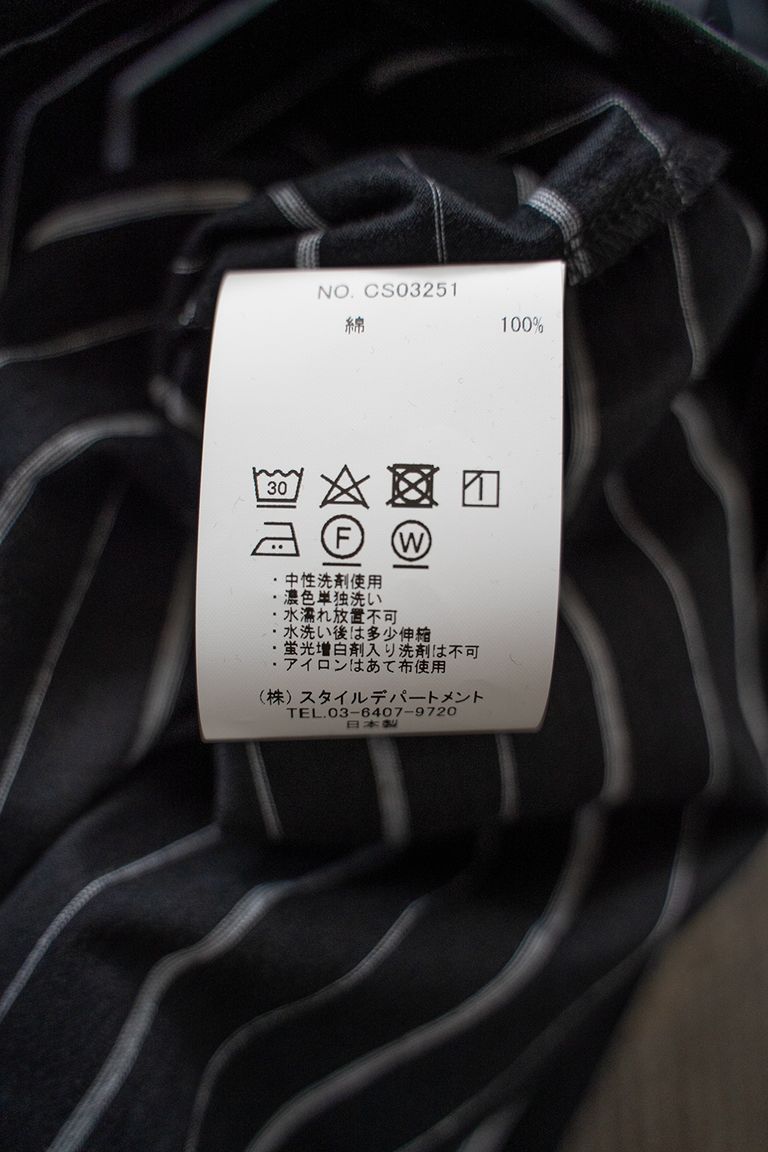 NO. CS03251
綿 100%
30
F W
・中性洗剤使用
・濃色単独洗い
・水濡れ放置不可
・水洗い後は多少伸縮
・蛍光増白剤入り洗剤は不可
・アイロンはあて布使用
(株) スタイルデパートメント
TEL.03-6407-9720
日本製